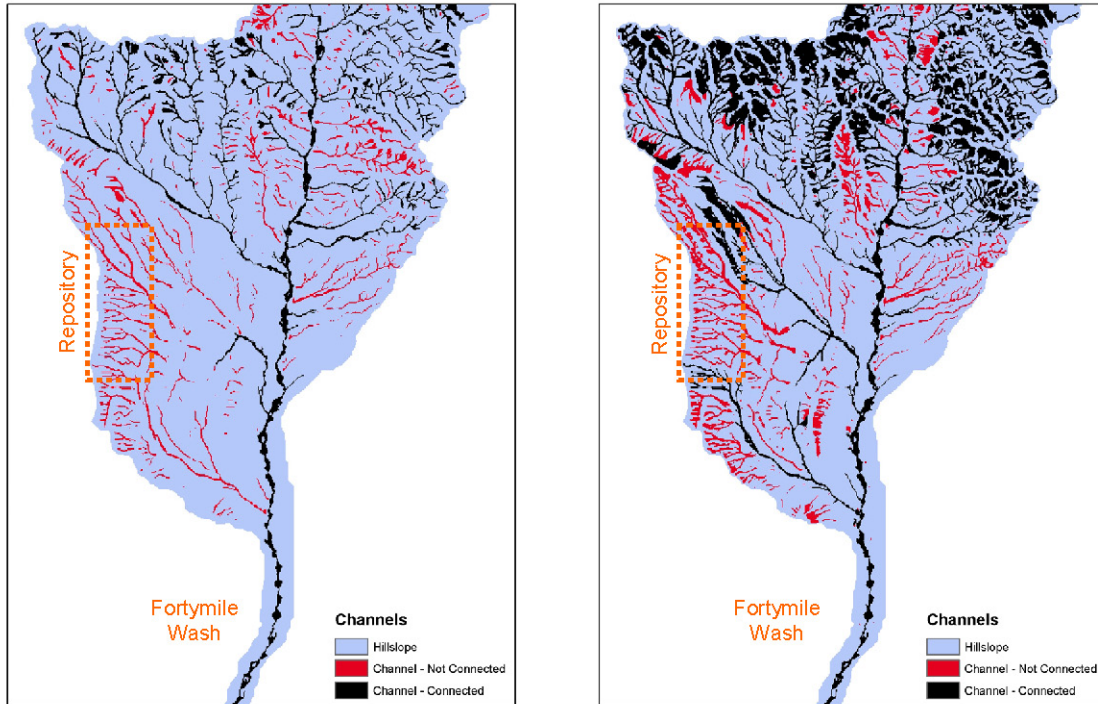 Repository
Fortymile
Wash
Channels
Hillslope
Channel - Not Connected
Channel - Connected
Repository
Fortymile
Wash
Channels
Hillslope
Channel - Not Connected
Channel - Connected